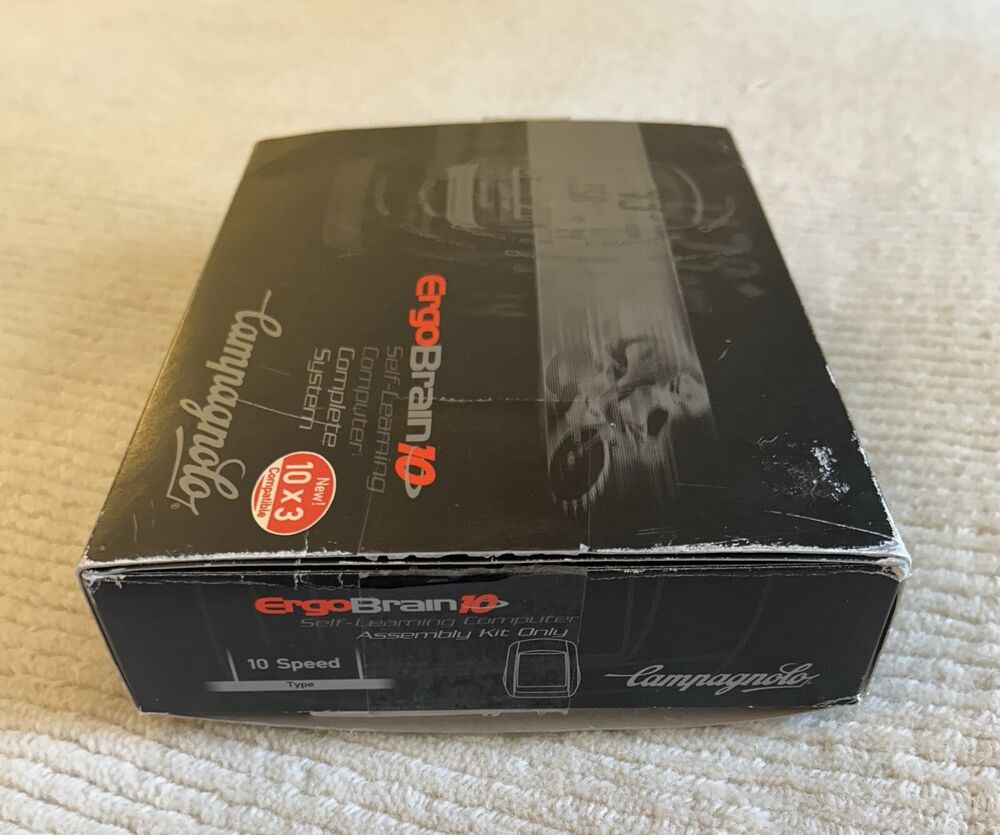 ErgoBrain10
Self-Learning
Computer:
Complete
System
Campagnolo®
New!
10 x 3
Compatible
ErgoBrain10
Self-Learning Computer
Assembly Kit Only
10 Speed
Type
Campagnolo